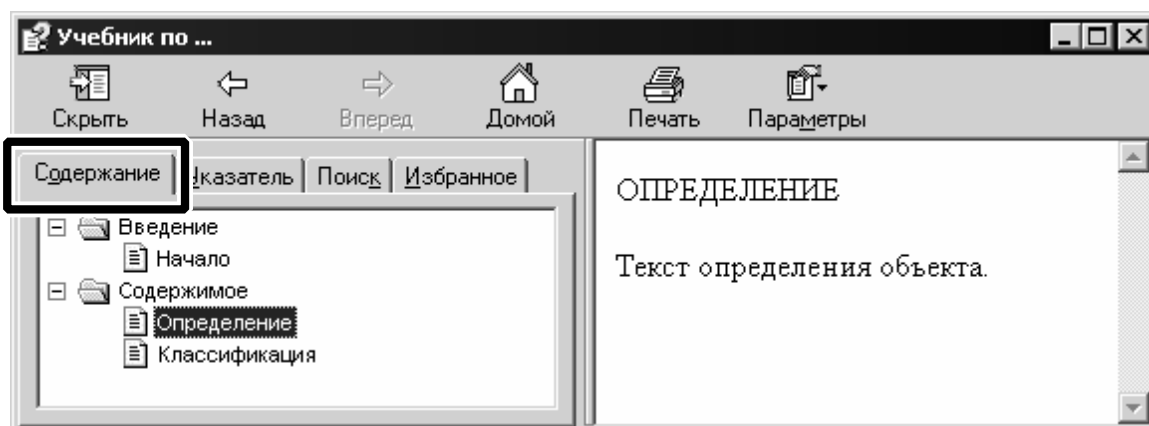 Учебник по ...
Скрыть Назад Вперед Домой Печать Параметры
Содержание Указатель Поиск Избранное
Введение
Начало
Содержимое
Определение
Классификация
ОПРЕДЕЛЕНИЕ
Текст определения объекта.